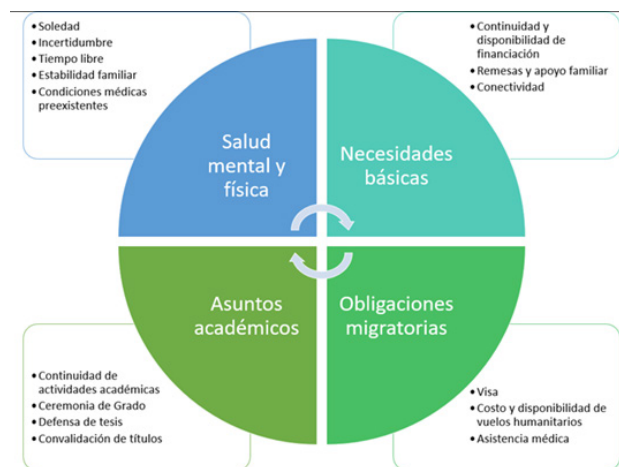 • Soledad
• Incertidumbre
• Tiempo libre
• Estabilidad familiar
• Condiciones médicas
preexistentes
• Continuidad y
disponibilidad de
financiación
• Remesas y apoyo familiar
• Conectividad
Salud
mental y
física
Necesidades
básicas
Asuntos
académicos
Obligaciones
migratorias
• Continuidad de
actividades académicas
• Ceremonia de Grado
• Defensa de tesis
• Convalidación de títulos
• Visa
• Costo y disponibilidad de
vuelos humanitarios
• Asistencia médica